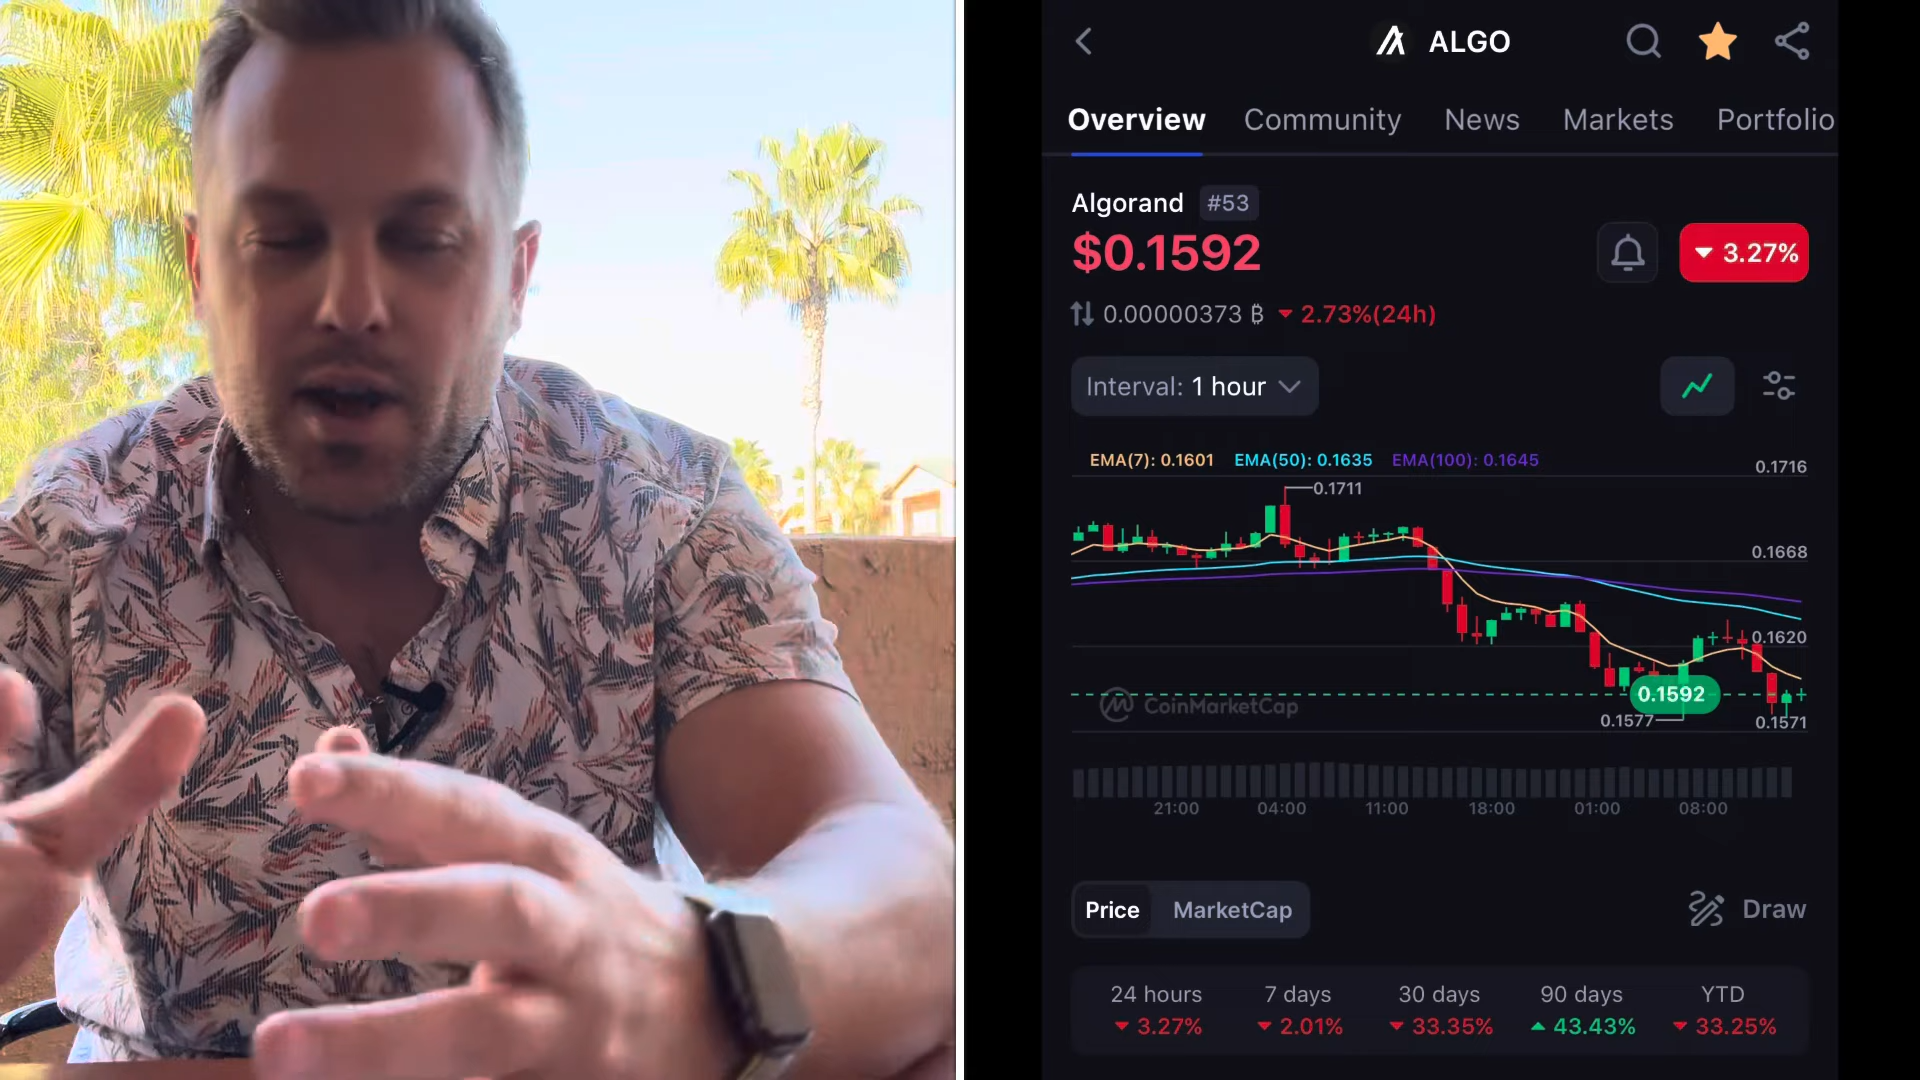 ALGO
Overview Community News Markets Portfolio
Algorand #53
$0.1592
3.27%
0.00000373 ₿ 2.73%(24h)
Interval: 1 hour
EMA(7): 0.1601 EMA(50): 0.1635 EMA(100): 0.1645
0.1716
0.1711
0.1668
0.1620
0.1592
CoinMarketCap
0.1577
0.1571
21:00 04:00 11:00 18:00 01:00 08:00
Price MarketCap Draw
24 hours 7 days 30 days 90 days YTD
3.27% 2.01% 33.35% 43.43% 33.25%